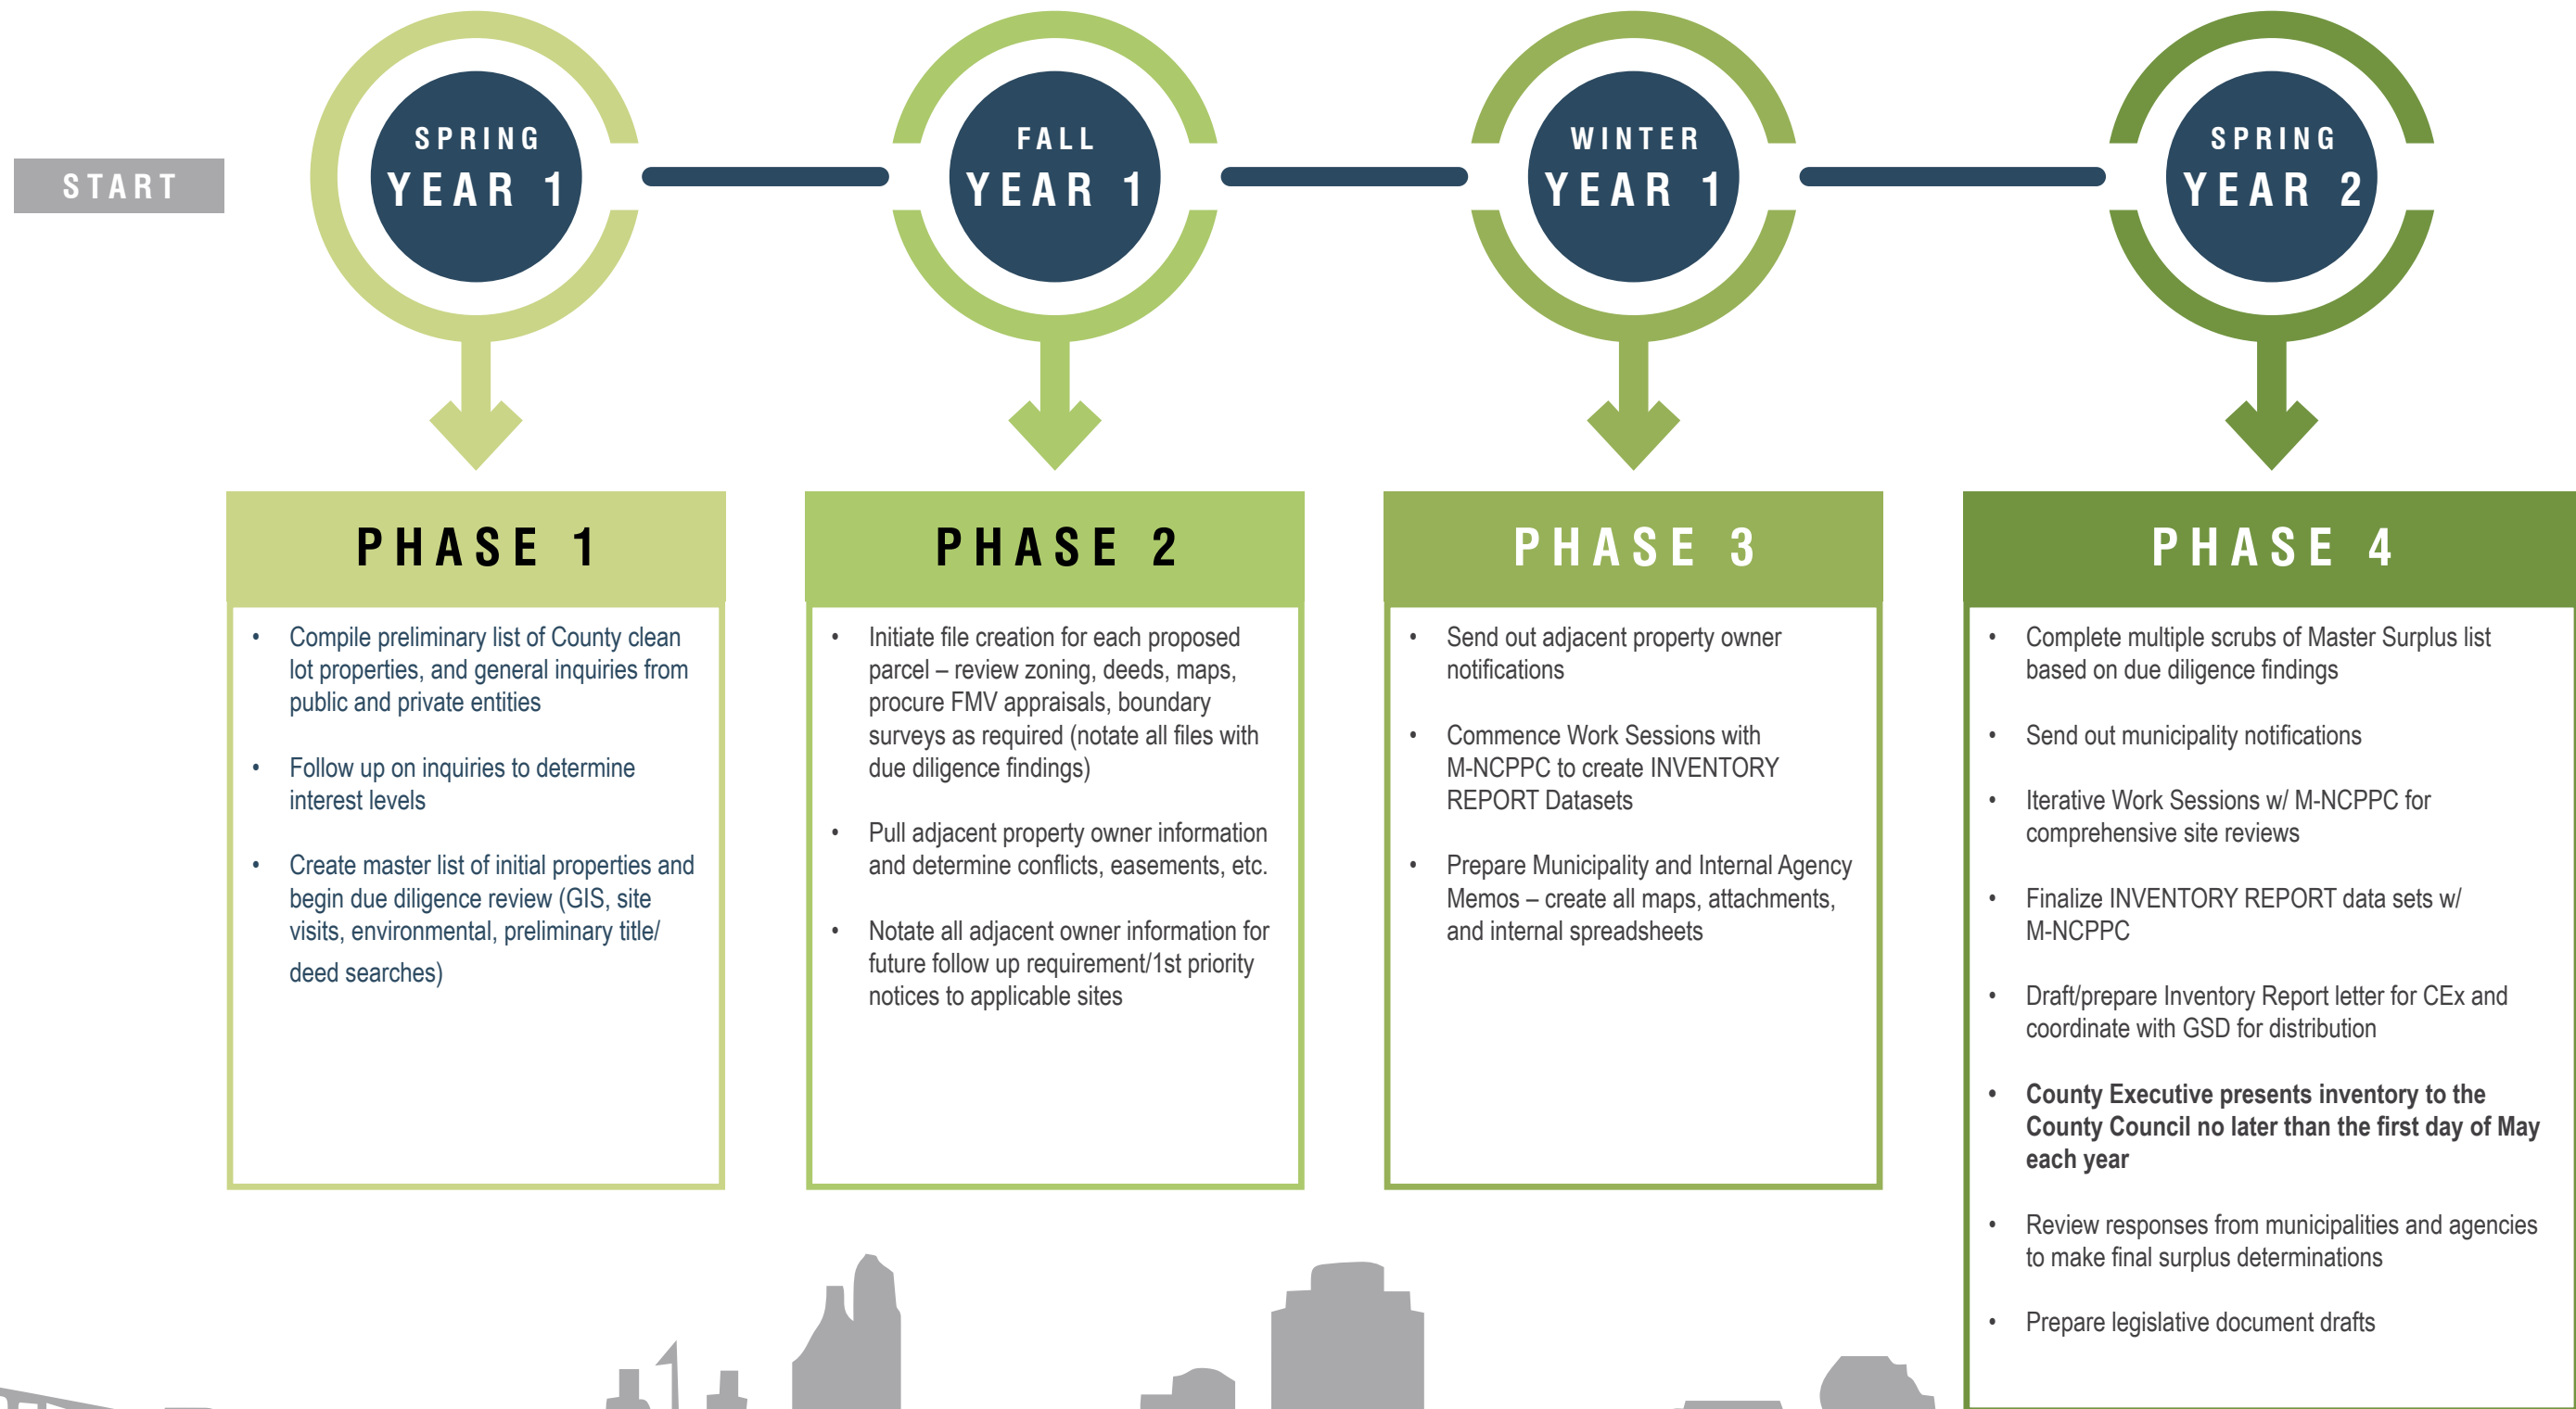 START
SPRING
YEAR 1
FALL
YEAR 1
WINTER
YEAR 1
SPRING
YEAR 2
PHASE 1
• Compile preliminary list of County clean
lot properties, and general inquiries from
public and private entities
• Follow up on inquiries to determine
interest levels
• Create master list of initial properties and
begin due diligence review (GIS, site
visits, environmental, preliminary title/
deed searches)
PHASE 2
• Initiate file creation for each proposed
parcel – review zoning, deeds, maps,
procure FMV appraisals, boundary
surveys as required (notate all files with
due diligence findings)
• Pull adjacent property owner information
and determine conflicts, easements, etc.
• Notate all adjacent owner information for
future follow up requirement/1st priority
notices to applicable sites
PHASE 3
• Send out adjacent property owner
notifications
• Commence Work Sessions with
M-NCPPC to create INVENTORY
REPORT Datasets
• Prepare Municipality and Internal Agency
Memos – create all maps, attachments,
and internal spreadsheets
PHASE 4
• Complete multiple scrubs of Master Surplus list
based on due diligence findings
• Send out municipality notifications
• Iterative Work Sessions w/ M-NCPPC for
comprehensive site reviews
• Finalize INVENTORY REPORT data sets w/
M-NCPPC
• Draft/prepare Inventory Report letter for CEx and
coordinate with GSD for distribution
• County Executive presents inventory to the
County Council no later than the first day of May
each year
• Review responses from municipalities and agencies
to make final surplus determinations
• Prepare legislative document drafts